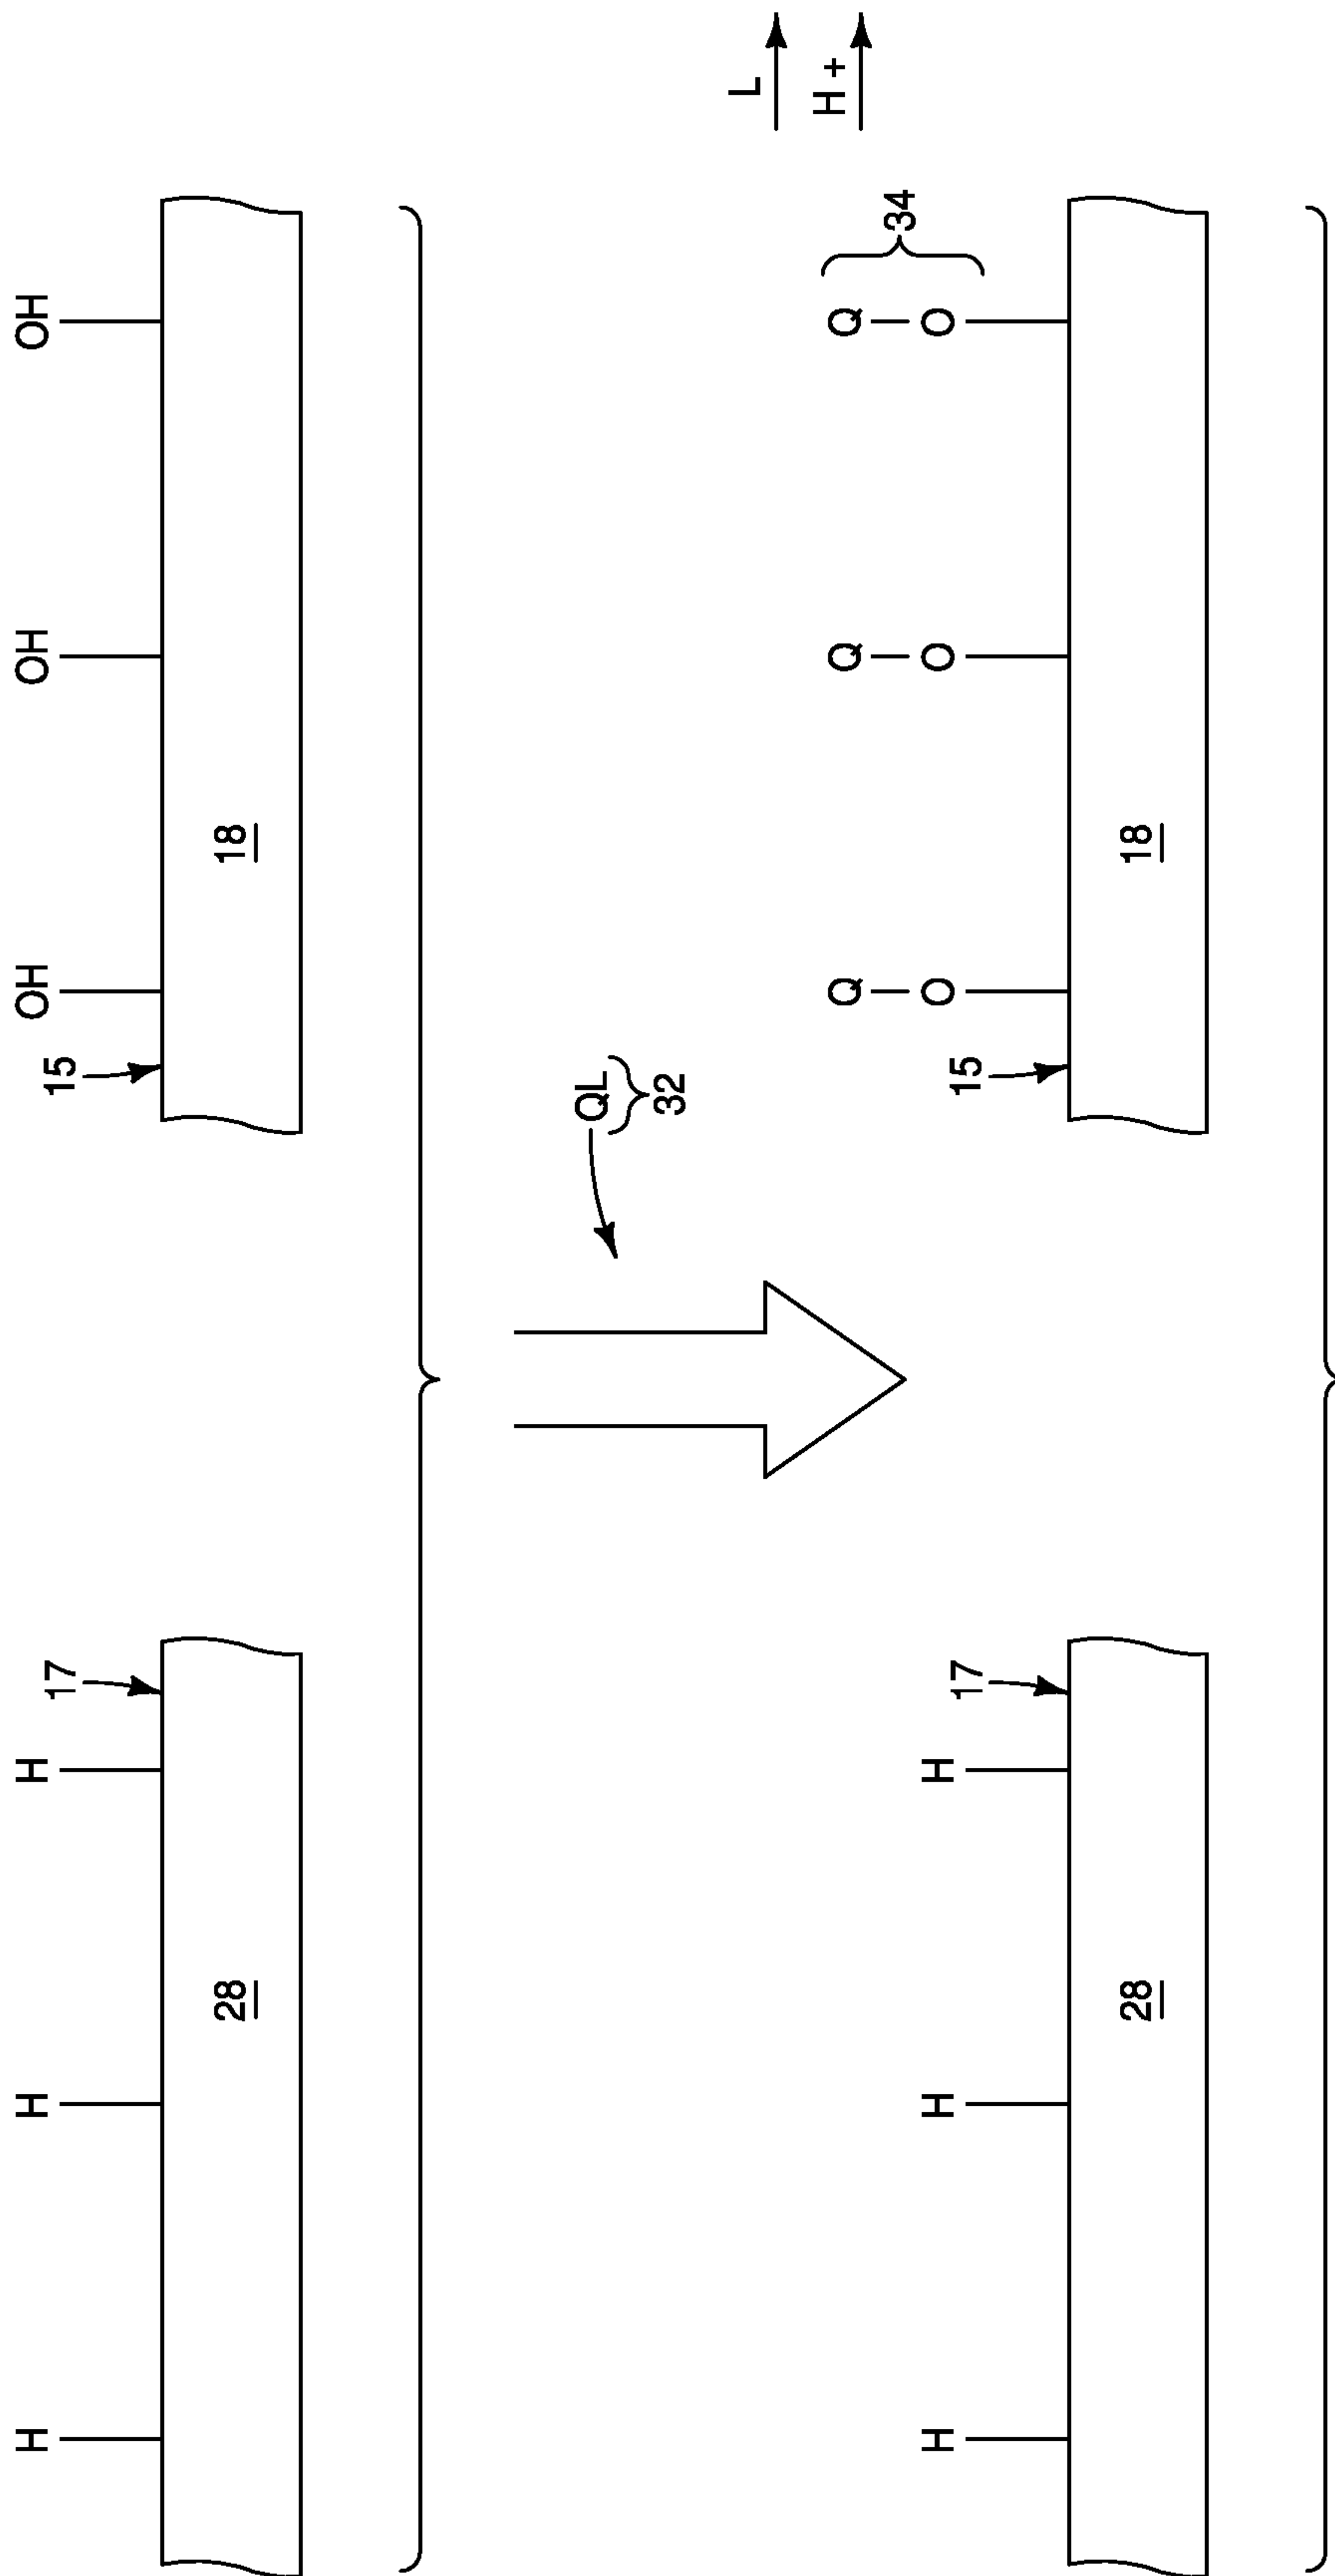 H H H OH OH OH
17 15
28 18
QL
32
L
H +
Q Q Q
34
H H H O O O
17 15
28 18